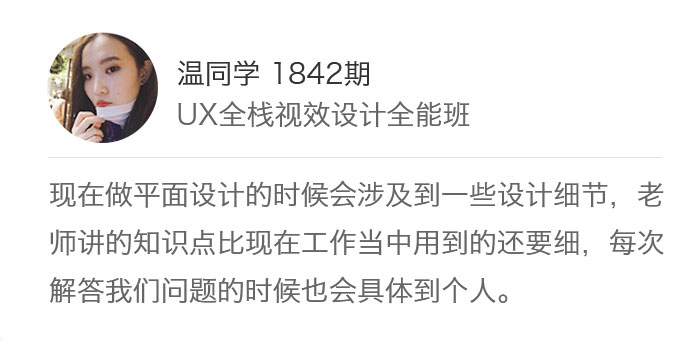 温同学 1842期
UX全栈视效设计全能班
现在做平面设计的时候会涉及到一些设计细节，老
师讲的知识点比现在工作当中用到的还要细，每次
解答我们问题的时候也会具体到个人。